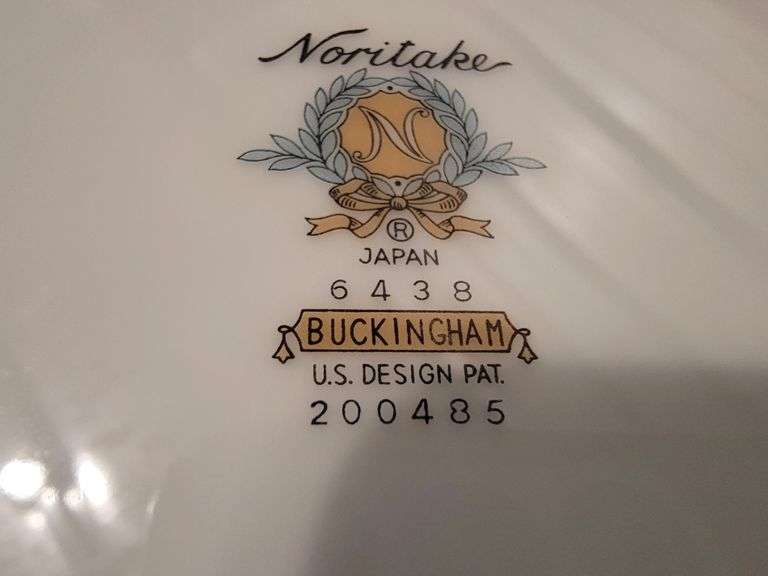 Noritake
N
®
JAPAN
6438
BUCKINGHAM
U.S. DESIGN PAT.
200485